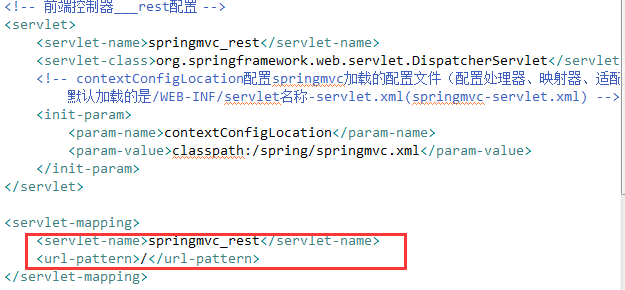 <!-- 前端控制器___rest配置 -->
<servlet>
<servlet-name>springmvc_rest</servlet-name>
<servlet-class>org.springframework.web.servlet.DispatcherServlet</servlet
<!-- contextConfigLocation配置springmvc加载的配置文件（配置处理器、映射器、适配
默认加载的是/WEB-INF/servlet名称-servlet.xml(springmvc-servlet.xml) -->
<init-param>
<param-name>contextConfigLocation</param-name>
<param-value>classpath:/spring/springmvc.xml</param-value>
</init-param>
</servlet>
<servlet-mapping>
<servlet-name>springmvc_rest</servlet-name>
<url-pattern>/</url-pattern>
</servlet-mapping>